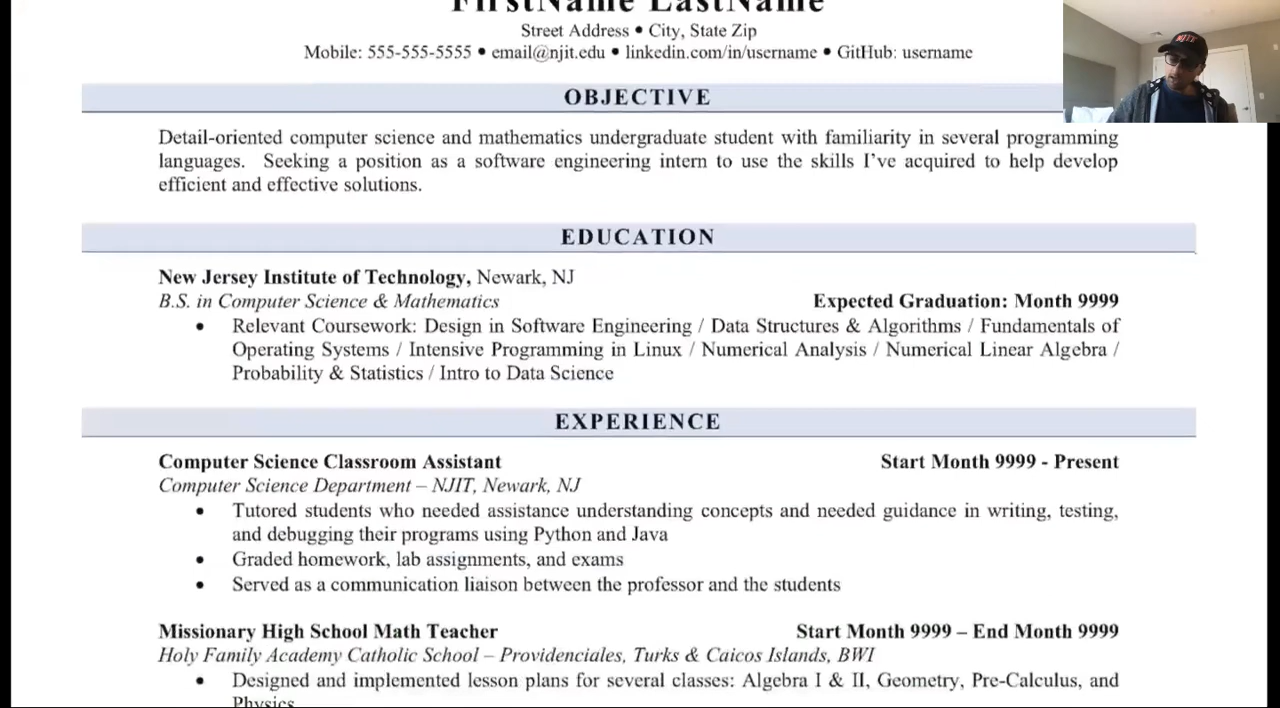 FirstName LastName
Street Address • City, State Zip
Mobile: 555-555-5555 • email@njit.edu • linkedin.com/in/username • GitHub: username
OBJECTIVE
Detail-oriented computer science and mathematics undergraduate student with familiarity in several programming
languages. Seeking a position as a software engineering intern to use the skills I’ve acquired to help develop
efficient and effective solutions.
EDUCATION
New Jersey Institute of Technology, Newark, NJ
B.S. in Computer Science & Mathematics Expected Graduation: Month 9999
• Relevant Coursework: Design in Software Engineering / Data Structures & Algorithms / Fundamentals of
Operating Systems / Intensive Programming in Linux / Numerical Analysis / Numerical Linear Algebra /
Probability & Statistics / Intro to Data Science
EXPERIENCE
Computer Science Classroom Assistant Start Month 9999 - Present
Computer Science Department – NJIT, Newark, NJ
• Tutored students who needed assistance understanding concepts and needed guidance in writing, testing,
and debugging their programs using Python and Java
• Graded homework, lab assignments, and exams
• Served as a communication liaison between the professor and the students
Missionary High School Math Teacher Start Month 9999 – End Month 9999
Holy Family Academy Catholic School – Providenciales, Turks & Caicos Islands, BWI
• Designed and implemented lesson plans for several classes: Algebra I & II, Geometry, Pre-Calculus, and
Physics
NJIT